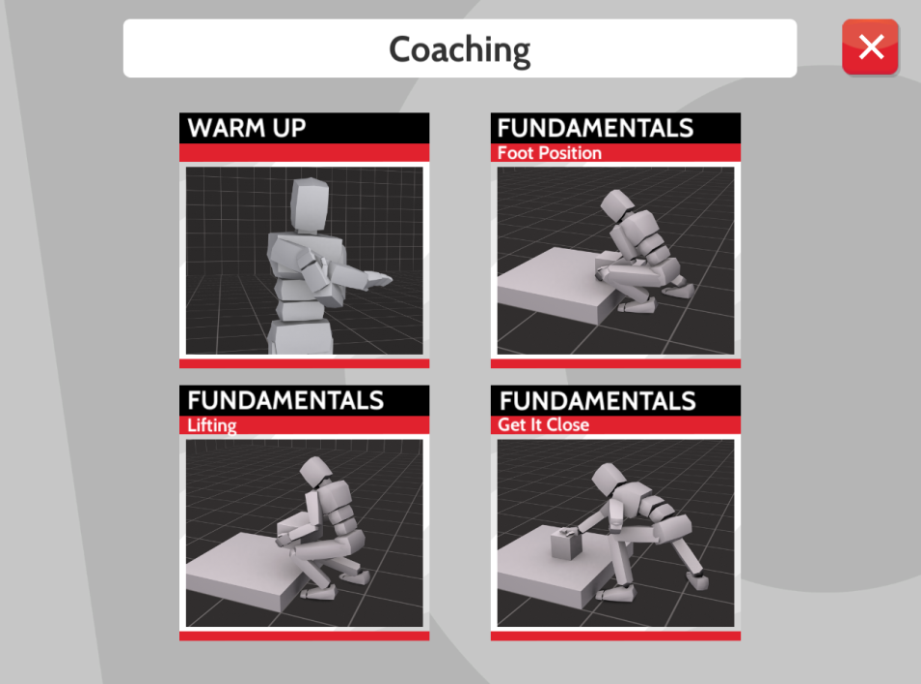 Coaching
WARM UP
FUNDAMENTALS
Foot Position
FUNDAMENTALS
Lifting
FUNDAMENTALS
Get It Close